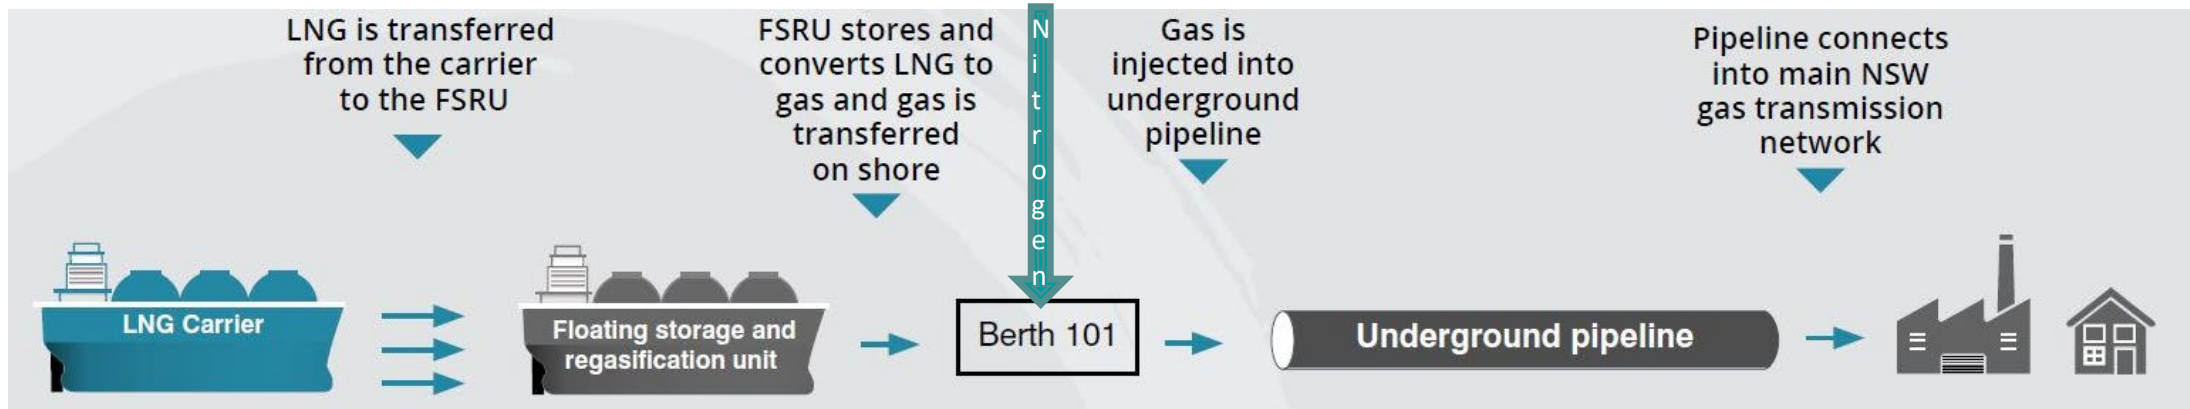 LNG is transferred
from the carrier
to the FSRU
FSRU stores and
converts LNG to
gas and gas is
transferred
on shore
Nitrogen
Gas is
injected into
underground
pipeline
Pipeline connects
into main NSW
gas transmission
network
LNG Carrier
Floating storage and
regasification unit
Berth 101
Underground pipeline